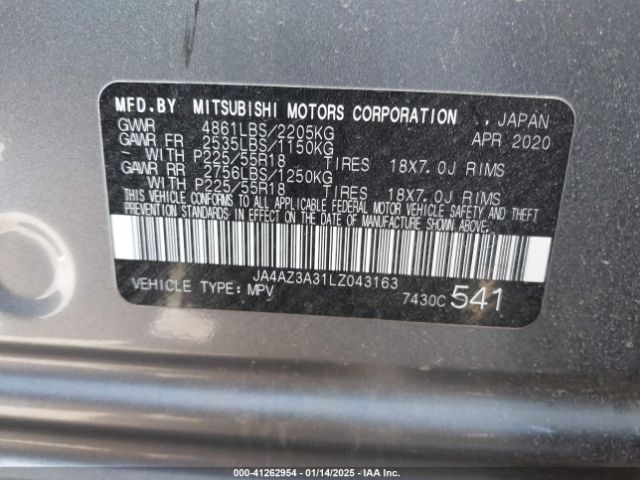 MFD.BY MITSUBISHI MOTORS CORPORATION ., JAPAN
GVWR 4861LBS/2205KG APR 2020
GAWR FR 2535LBS/1150KG
- WITH P225/55R18 TIRES 18X7.0J RIMS
GAWR RR 2756LBS/1250KG
- WITH P225/55R18 TIRES 18X7.0J RIMS
THIS VEHICLE CONFORMS TO ALL APPLICABLE FEDERAL MOTOR VEHICLE SAFETY AND THEFT
PREVENTION STANDARDS IN EFFECT ON THE DATE OF MANUFACTURE SHOWN ABOVE.
JA4AZ3A31LZ043163
VEHICLE TYPE: MPV 7430C 541
000-41262954 - 01/14/2025 - IAA Inc.